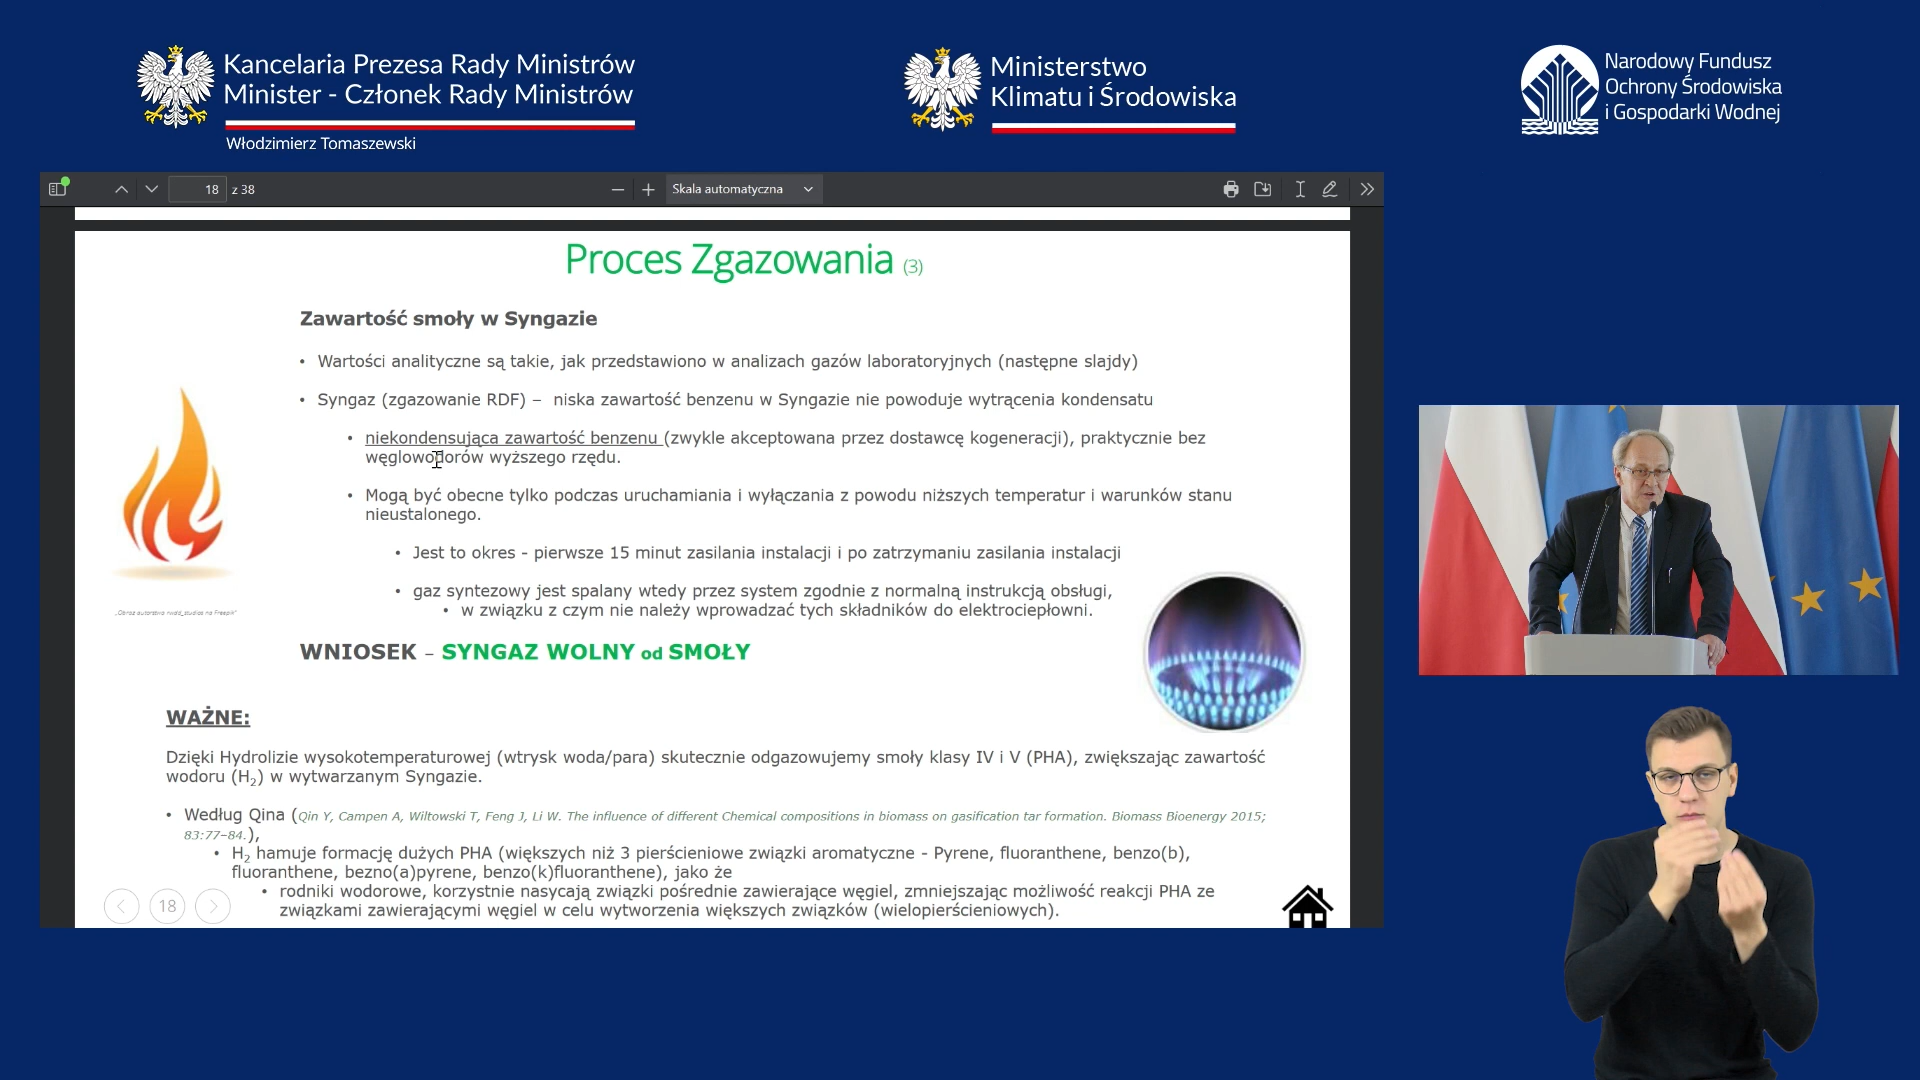 Kancelaria Prezesa Rady Ministrów
Minister - Członek Rady Ministrów
Włodzimierz Tomaszewski
Ministerstwo
Klimatu i Środowiska
Narodowy Fundusz
Ochrony Środowiska
i Gospodarki Wodnej
18 z 38
Skala automatyczna
Proces Zgazowania (3)
Zawartość smoły w Syngazie
• Wartości analityczne są takie, jak przedstawiono w analizach gazów laboratoryjnych (następne slajdy)
• Syngaz (zgazowanie RDF) – niska zawartość benzenu w Syngazie nie powoduje wytrącenia kondensatu
• niekondensująca zawartość benzenu (zwykle akceptowana przez dostawcę kogeneracji), praktycznie bez
węglowodorów wyższego rzędu.
• Mogą być obecne tylko podczas uruchamiania i wyłączania z powodu niższych temperatur i warunków stanu
nieustalonego.
• Jest to okres - pierwsze 15 minut zasilania instalacji i po zatrzymaniu zasilania instalacji
• gaz syntezowy jest spalany wtedy przez system zgodnie z normalną instrukcją obsługi,
• w związku z czym nie należy wprowadzać tych składników do elektrociepłowni.
„Obraz autorstwa rwdd_studios na Freepik"
WNIOSEK – SYNGAZ WOLNY od SMOŁY
WAŻNE:
Dzięki Hydrolizie wysokotemperaturowej (wtrysk woda/para) skutecznie odgazowujemy smoły klasy IV i V (PHA), zwiększając zawartość
wodoru (H2) w wytwarzanym Syngazie.
• Według Qina (Qin Y, Campen A, Wiltowski T, Feng J, Li W. The influence of different Chemical compositions in biomass on gasification tar formation. Biomass Bioenergy 2015;
83:77–84.),
• H2 hamuje formację dużych PHA (większych niż 3 pierścieniowe związki aromatyczne - Pyrene, fluoranthene, benzo(b),
fluoranthene, bezno(a)pyrene, benzo(k)fluoranthene), jako że
• rodniki wodorowe, korzystnie nasycają związki pośrednie zawierające węgiel, zmniejszając możliwość reakcji PHA ze
związkami zawierającymi węgiel w celu wytworzenia większych związków (wielopierścieniowych).
18